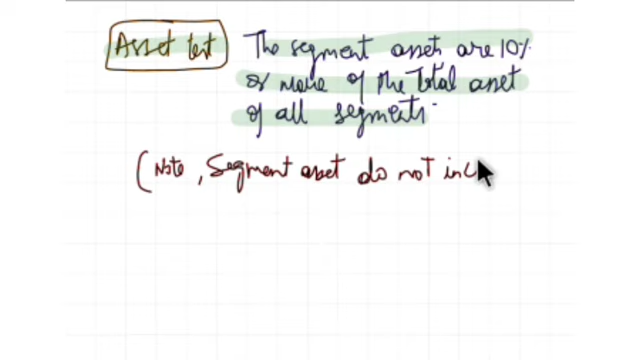 Asset test The segment asset are 10%
or more of the total asset
of all segments.
(Note, Segment asset do not inc